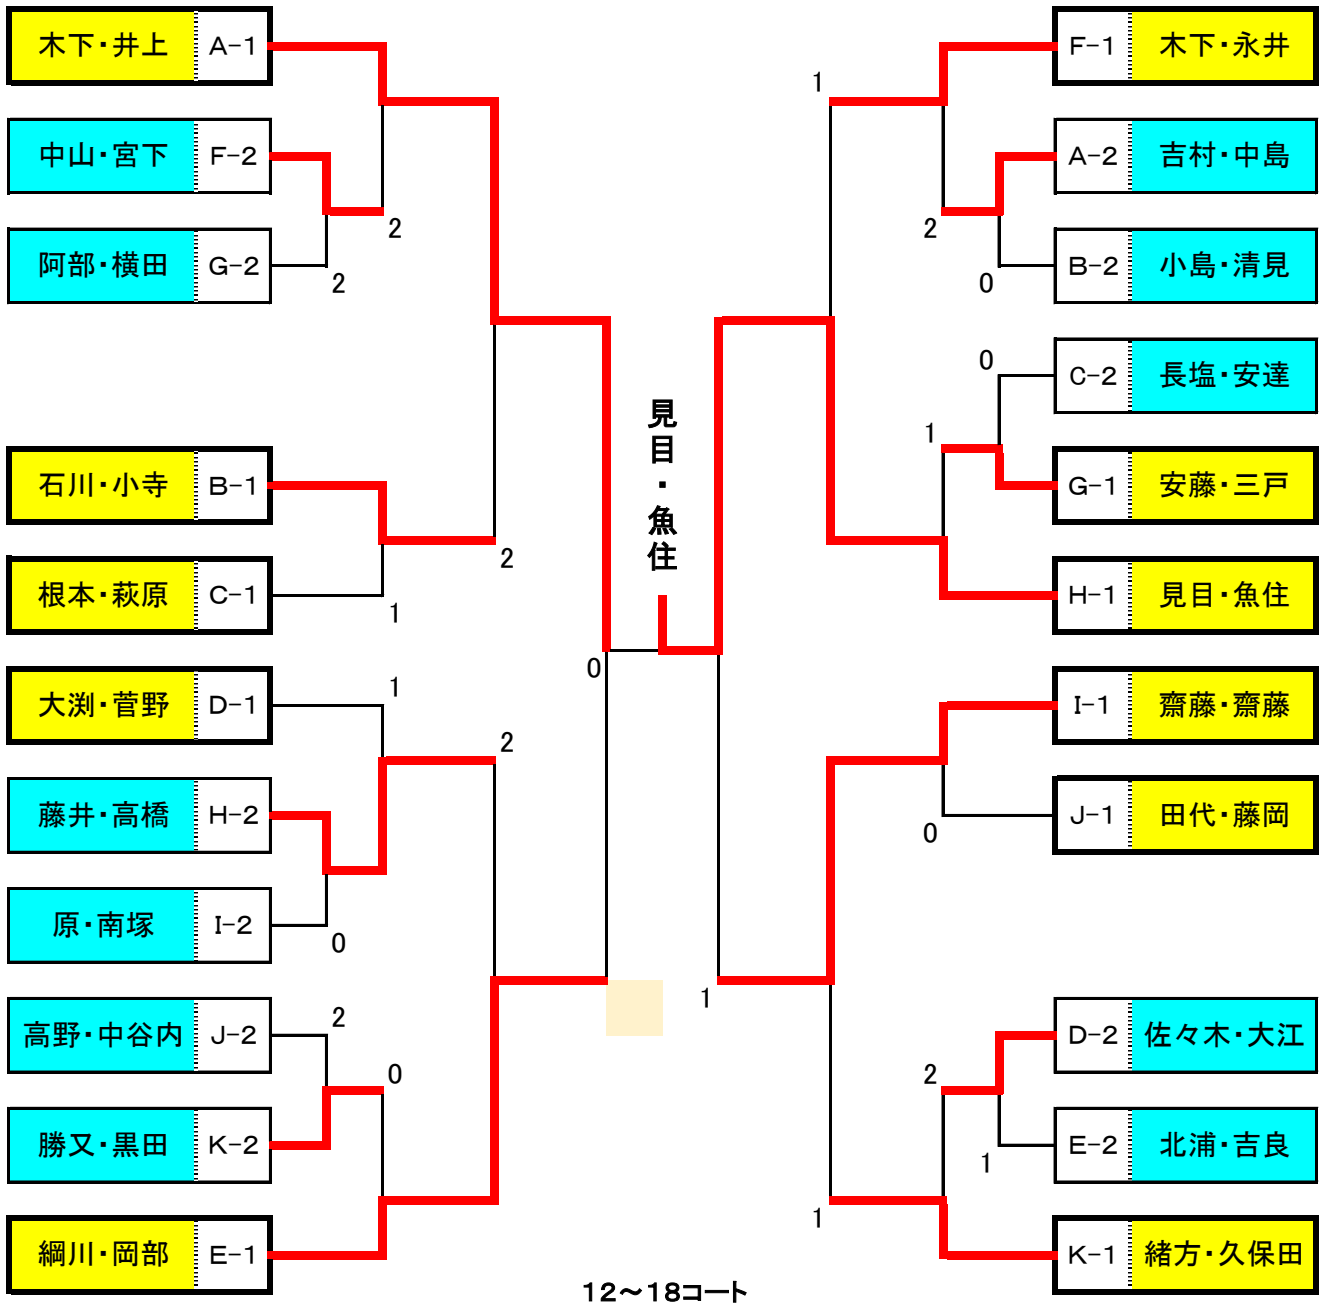 木下・井上 A-1
中山・宮下 F-2
2
阿部・横田 G-2
2
石川・小寺 B-1
2
根本・萩原 C-1
1
大渕・菅野 D-1
1
2
藤井・高橋 H-2
原・南塚 I-2
0
高野・中谷内 J-2
2
0
勝又・黒田 K-2
綱川・岡部 E-1
見目・魚住
0
1
F-1 木下・永井
1
A-2 吉村・中島
2
B-2 小島・清見
0
0
C-2 長塩・安達
1
G-1 安藤・三戸
H-1 見目・魚住
I-1 齋藤・齋藤
J-1 田代・藤岡
0
D-2 佐々木・大江
2
E-2 北浦・吉良
1
1
K-1 緒方・久保田
12～18コート